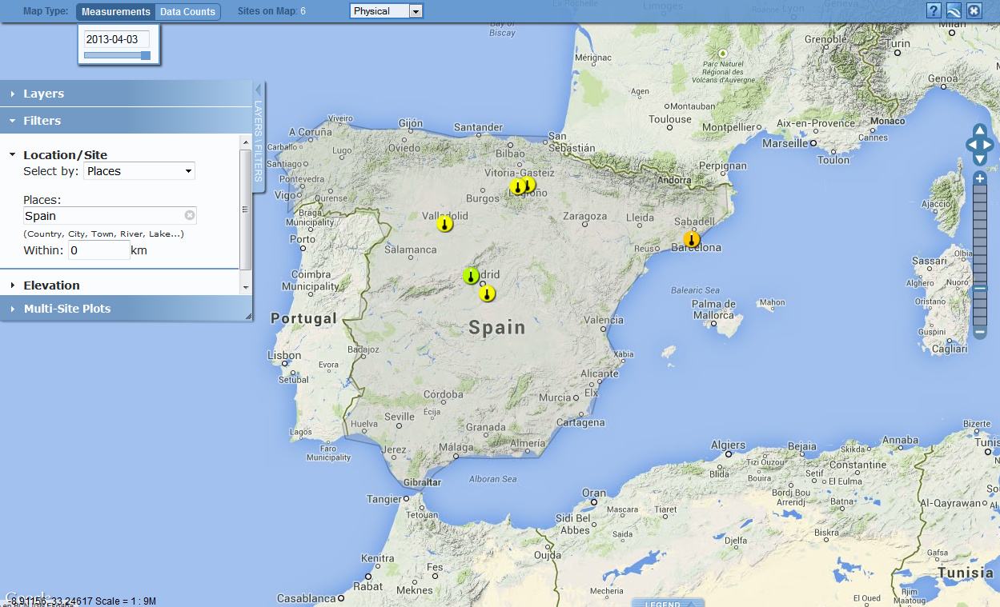 Map Type: Measurements Data Counts Sites on Map: 6 Physical
2013-04-03
Layers
Filters
LAYERS \ FILTERS
Location/Site
Select by: Places
Places:
Spain
(Country, City, Town, River, Lake...)
Within: 0 km
Elevation
Multi-Site Plots
La Rochelle
Limoges
Lyon
Geneva
Milan
Bay of
Biscay
Mérignac
Grenoble
Turin
Parc Naturel
Régional des
Volcans d'Auvergne
Genoa
Agen
Montauban
Toulouse
Montpellier
Aix-en-Provence
Monaco
Cannes
Marseille
Toulon
Viveiro
A Coruña
Gijón
Santander
San
Sebastián
Carballo
Lugo
Oviedo
Bilbao
Perpignan
Santiago
Vitoria-Gasteiz
Andorra
Pontevedra
Vigo
Ourense
Burgos
Logroño
Ajaccio
Braga
Municipality
Valladolid
Zaragoza
Lleida
Sabadell
Porto
Salamanca
Reus
Barcelona
Olbia
Sassari
Coimbra
Municipality
Madrid
Alghero
Nuoro
Balearic Sea
Oristano
Palma de
Mallorca
Mahon
Portugal
Spain
Valencia
Guspini
Cagliari
Lisbon
Badajoz
Xàbia
Evora
Setubal
Alicante
Elx
Murcia
Córdoba
Écija
Seville
Huelva
Cartagena
Lagos
Granada
Almería
Faro
Municipality
Jerez
Málaga
Bizerte
Algiers
Bejaia
Skikda
Annaba
Tunis
Gibraltar
Alboran Sea
Blida
Tizi Ouzou
Bouira
Setif
Constantine
El Eulma
Tangier
Tetouan
Oran
Bordj Bou
Arreridj
Batna
Al-Qayrawan
Sidi Bel
Abbes
Mascara
Tiaret
Saida
Biskra
Djelfa
Oujda
Gafsa
Kenitra
Rabat
Fes
Meknes
Tunisia
Mecheria
El Oued
Rjim
Maatoug
Casablanca
-8.91156, 33.24617 Scale = 1 : 9M
LEGEND